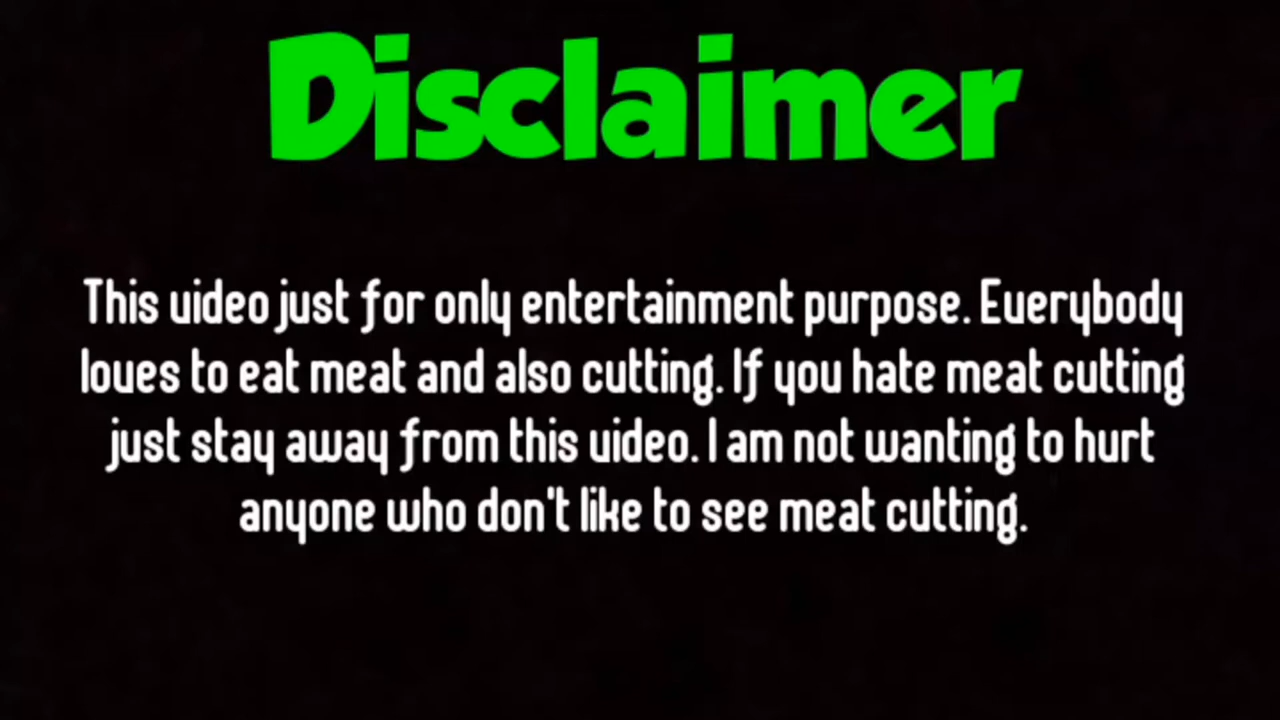 Disclaimer
This video just for only entertainment purpose. Everybody
loves to eat meat and also cutting. If you hate meat cutting
just stay away from this video. I am not wanting to hurt
anyone who don't like to see meat cutting.